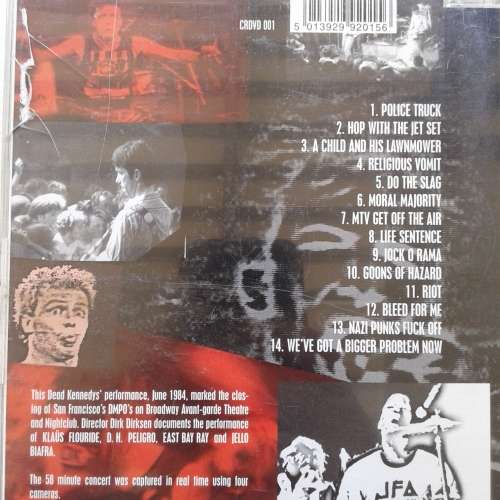 CRDVD 001
5 013929 920156
1. POLICE TRUCK
2. HOP WITH THE JET SET
3. A CHILD AND HIS LAWNMOWER
4. RELIGIOUS VOMIT
5. DO THE SLAG
6. MORAL MAJORITY
7. MTV GET OFF THE AIR
8. LIFE SENTENCE
9. JOCK O RAMA
10. GOONS OF HAZARD
11. RIOT
12. BLEED FOR ME
13. NAZI PUNKS FUCK OFF
14. WE'VE GOT A BIGGER PROBLEM NOW
This Dead Kennedys' performance, June 1984, marked the clos-
ing of San Francisco's DMPO's on Broadway Avant-garde Theatre
and Nightclub. Director Dirk Dirksen documents the performance
of KLAUS FLOURIDE, D. H. PELIGRO, EAST BAY RAY and JELLO
BIAFRA.
The 58 minute concert was captured in real time using four
cameras.
JFA